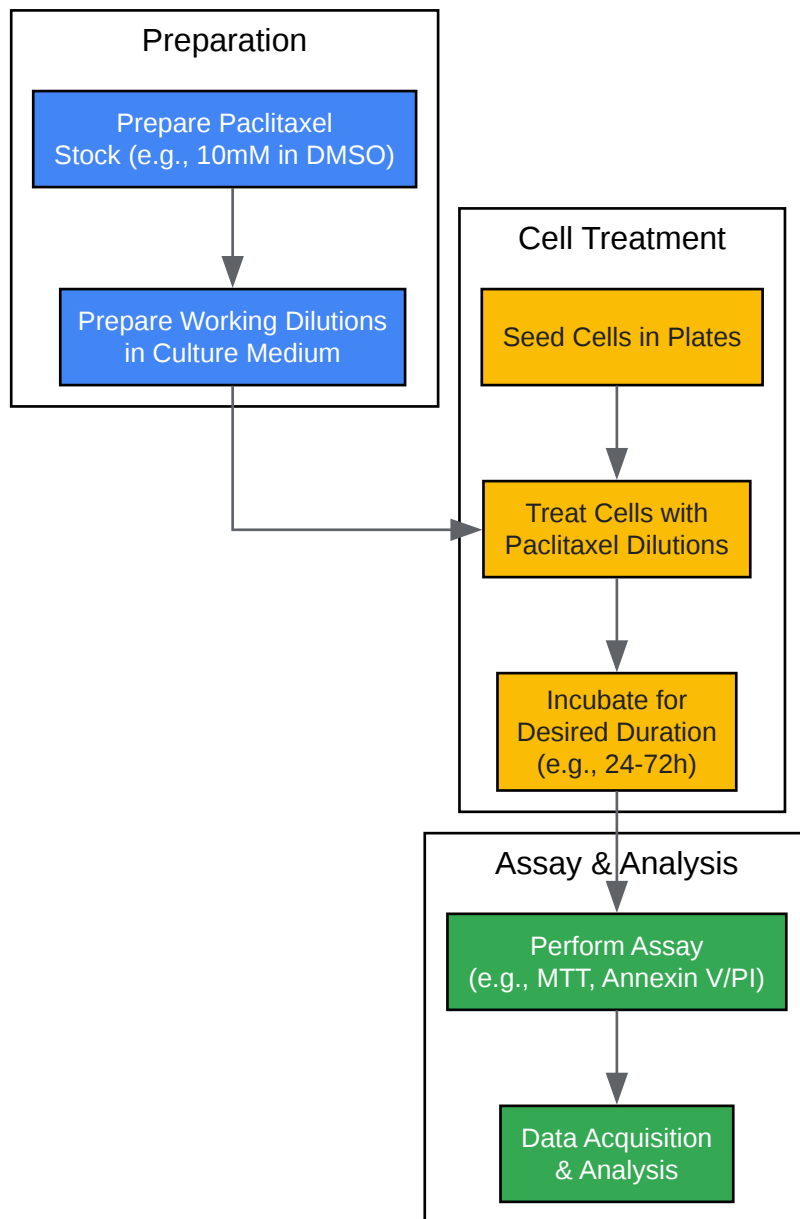 Preparation
Prepare Paclitaxel
Stock (e.g., 10mM in DMSO)
Prepare Working Dilutions
in Culture Medium
Cell Treatment
Seed Cells in Plates
Treat Cells with
Paclitaxel Dilutions
Incubate for
Desired Duration
(e.g., 24-72h)
Assay & Analysis
Perform Assay
(e.g., MTT, Annexin V/PI)
Data Acquisition
& Analysis